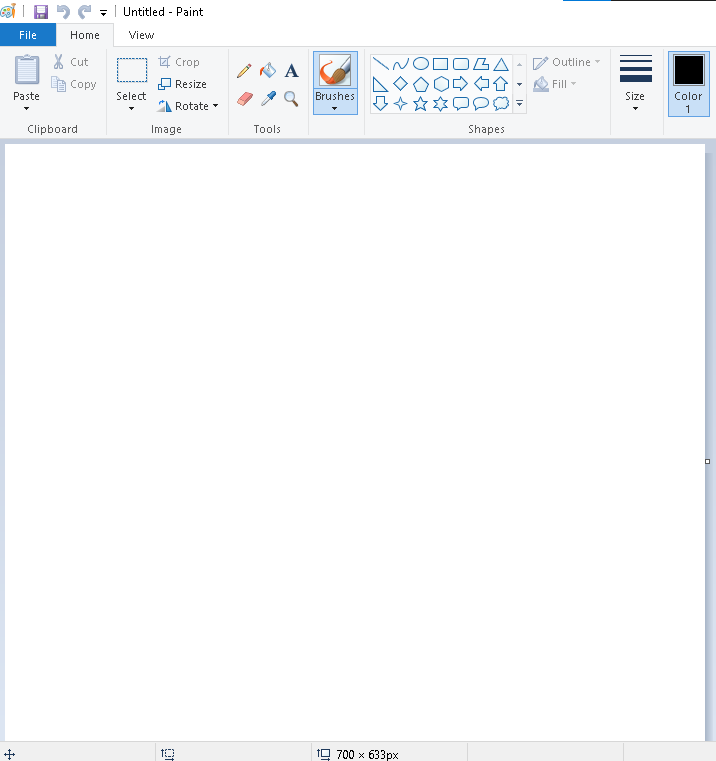 Untitled - Paint
File Home View
Paste Cut Copy
Clipboard
Select Crop Resize Rotate
Image
A
Tools
Brushes
Shapes
Outline Fill
Size
Color 1
700 × 633px